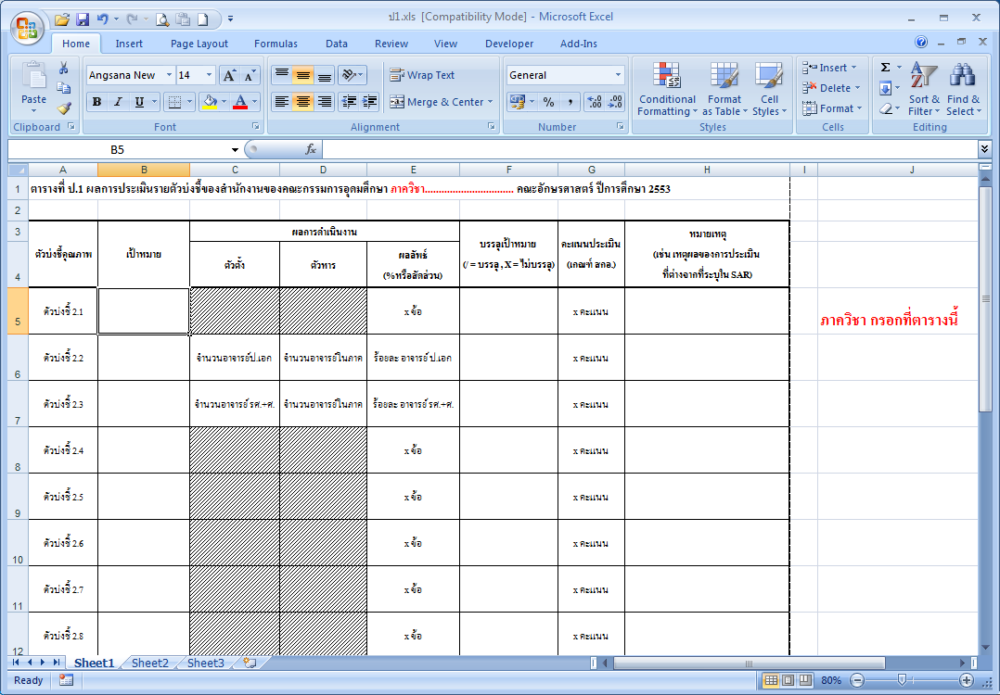 ป1.xls [Compatibility Mode] - Microsoft Excel
Home Insert Page Layout Formulas Data Review View Developer Add-Ins
Angsana New 14 Wrap Text General Insert
Paste Conditional Formatting Format as Table Cell Styles Delete Sort & Filter Find & Select
B I U Merge & Center % , Format
Clipboard Font Alignment Number Styles Cells Editing
B5 fx
A B C D E F G H I J
1 ตารางที่ ป.1 ผลการประเมินรายตัวบ่งชี้ของสำนักงานของคณะกรรมการอุดมศึกษา ภาควิชา................................ คณะอักษรศาสตร์ ปีการศึกษา 2553
2
3 ตัวบ่งชี้คุณภาพ เป้าหมาย ผลการดำเนินงาน บรรลุเป้าหมาย คะแนนประเมิน หมายเหตุ
(/ = บรรลุ , X = ไม่บรรลุ) (เกณฑ์ สกอ.) (เช่น เหตุผลของการประเมิน
4 ตัวตั้ง ตัวหาร ผลลัพธ์ ที่ต่างจากที่ระบุใน SAR)
(%หรือสัดส่วน)
5 ตัวบ่งชี้ 2.1 x ข้อ x คะแนน ภาควิชา กรอกที่ตารางนี้
6 ตัวบ่งชี้ 2.2 จำนวนอาจารย์ป.เอก จำนวนอาจารย์ในภาค ร้อยละ อาจารย์ ป.เอก x คะแนน
7 ตัวบ่งชี้ 2.3 จำนวนอาจารย์ รศ.+ศ. จำนวนอาจารย์ในภาค ร้อยละ อาจารย์ รศ.+ศ. x คะแนน
8 ตัวบ่งชี้ 2.4 x ข้อ x คะแนน
9 ตัวบ่งชี้ 2.5 x ข้อ x คะแนน
10 ตัวบ่งชี้ 2.6 x ข้อ x คะแนน
11 ตัวบ่งชี้ 2.7 x ข้อ x คะแนน
12 ตัวบ่งชี้ 2.8 x ข้อ x คะแนน
Sheet1 Sheet2 Sheet3
Ready 80%